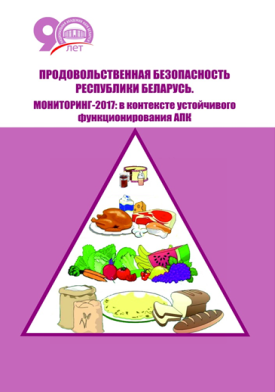 90
ЛЕТ
ПРОДОВОЛЬСТВЕННАЯ БЕЗОПАСНОСТЬ
РЕСПУБЛИКИ БЕЛАРУСЬ.
МОНИТОРИНГ-2017: в контексте устойчивого
функционирования АПК